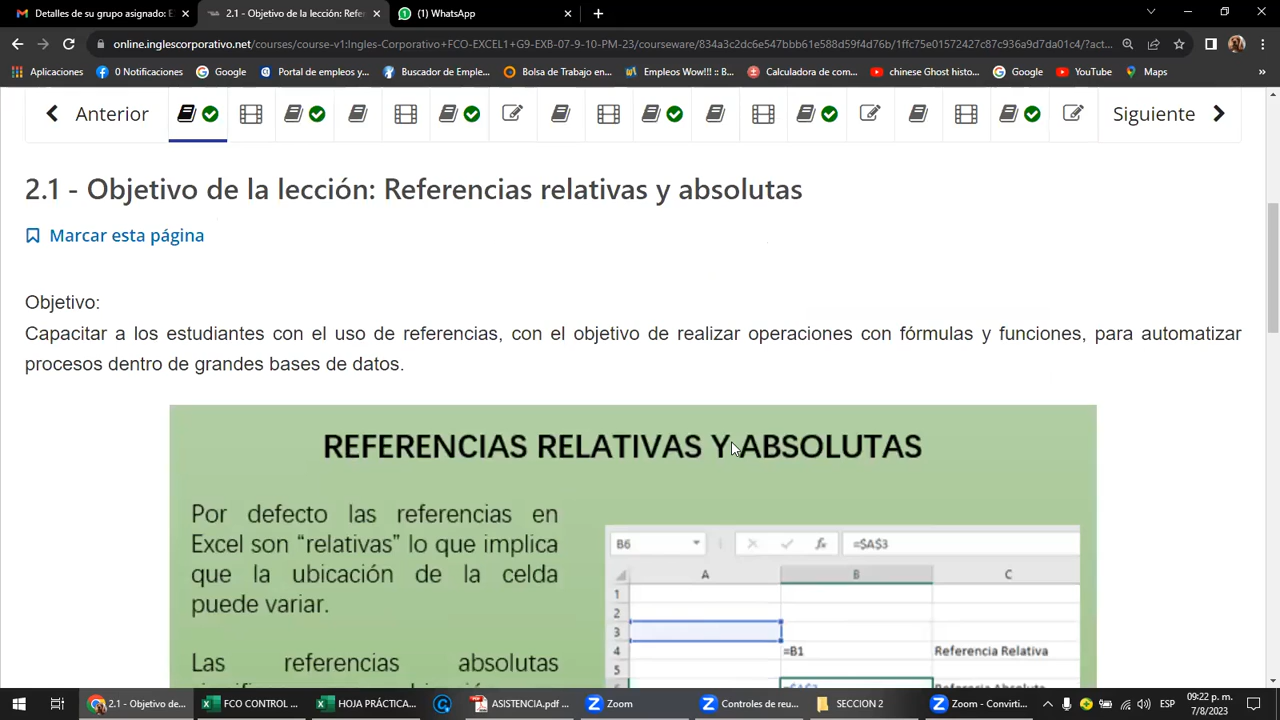 Detalles de su grupo asignado: E
2.1 - Objetivo de la lección: Refer
(1) WhatsApp
online.inglescorporativo.net/courses/course-v1:Ingles-Corporativo+FCO-EXCEL1+G9-EXB-07-9-10-PM-23/courseware/834a3c2dc6e547bbb61e588d59f4d76b/1ffc75e01572427c87c936a9d7da01c4/?act...
Aplicaciones
0 Notificaciones
Google
Portal de empleos y...
Buscador de Emple...
Bolsa de Trabajo en...
Empleos Wow!!! :: B...
Calculadora de com...
chinese Ghost histo...
Google
YouTube
Maps
»
Anterior
Siguiente
2.1 - Objetivo de la lección: Referencias relativas y absolutas
Marcar esta página
Objetivo:
Capacitar a los estudiantes con el uso de referencias, con el objetivo de realizar operaciones con fórmulas y funciones, para automatizar
procesos dentro de grandes bases de datos.
REFERENCIAS RELATIVAS Y ABSOLUTAS
Por defecto las referencias en
Excel son “relativas” lo que implica
que la ubicación de la celda
puede variar.
Las referencias absolutas
B6 fx =$A$3
A B C
1
2
3
4 =B1 Referencia Relativa
5
=$A$3
2.1 - Objetivo de...
FCO CONTROL ...
HOJA PRÁCTICA...
ASISTENCIA.pdf ...
Zoom
Controles de reu...
SECCION 2
Zoom - Convirti...
ESP
09:22 p. m.
7/8/2023